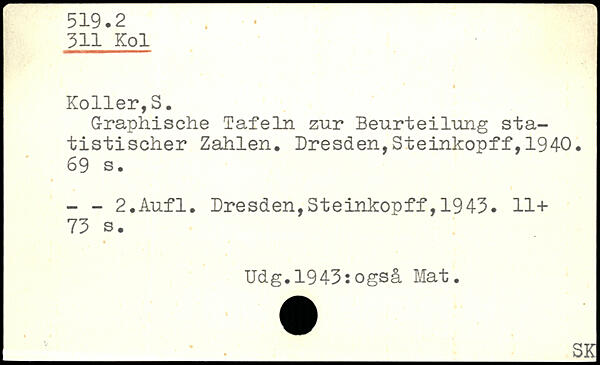 519.2
311 Kol
Koller,S.
Graphische Tafeln zur Beurteilung sta-
tistischer Zahlen. Dresden,Steinkopff,1940.
69 s.
- - 2.Aufl. Dresden,Steinkopff,1943. 11+
73 s.
Udg.1943:også Mat.
SK